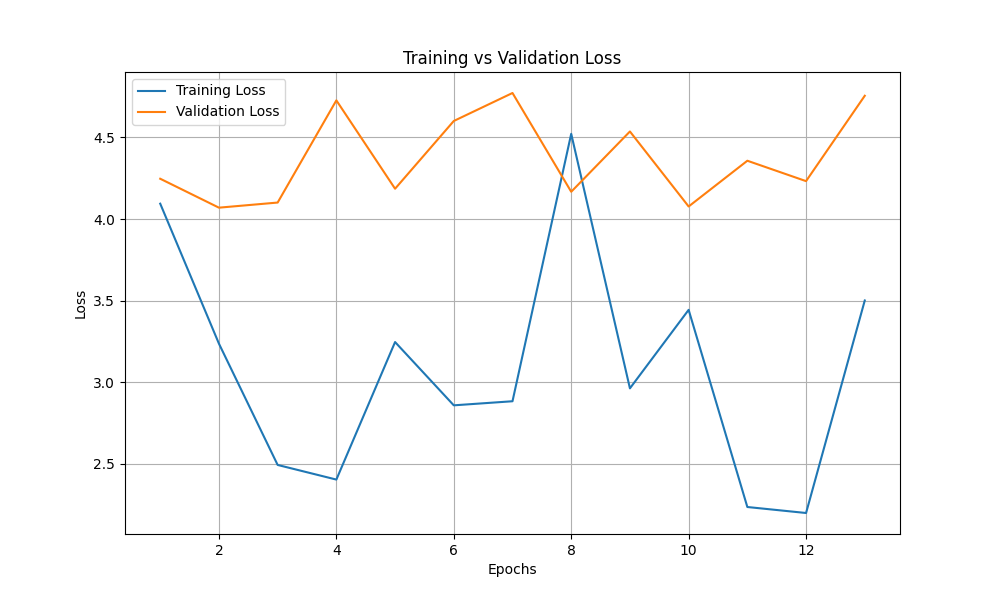 Training vs Validation Loss
Training Loss
Validation Loss
4.5
4.0
3.5
3.0
2.5
Loss
2 4 6 8 10 12
Epochs